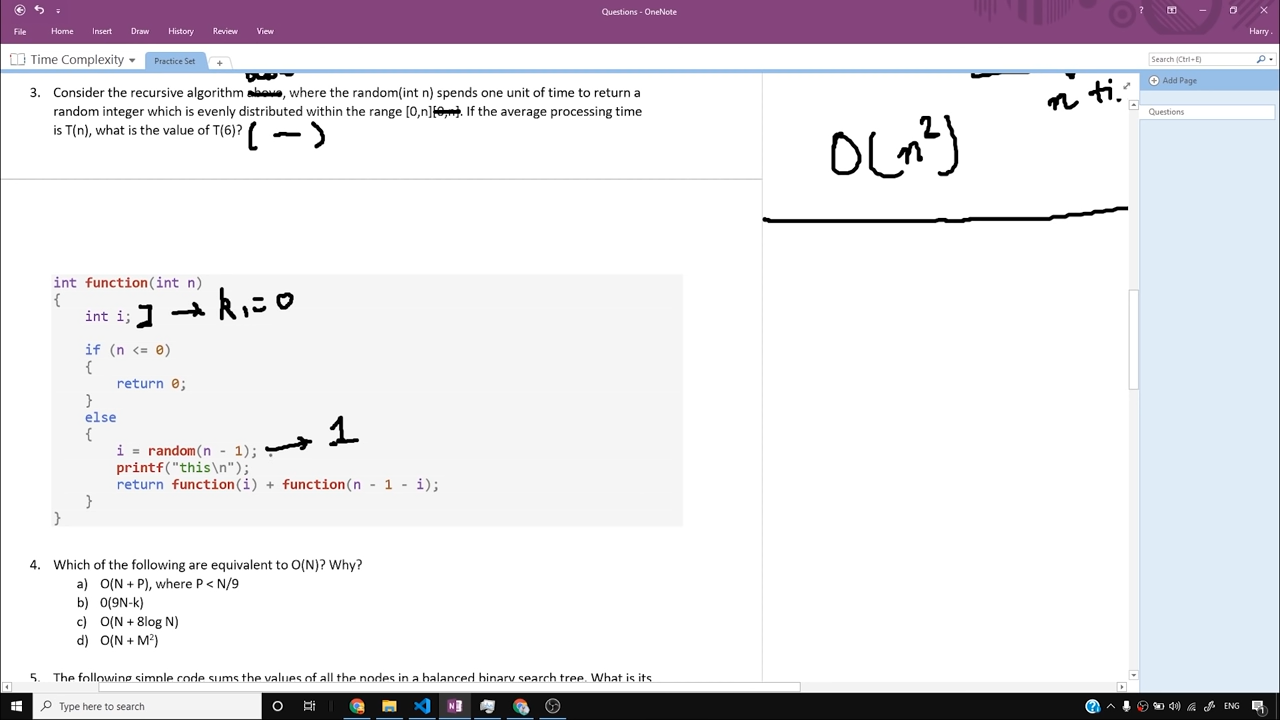 Questions - OneNote
File Home Insert Draw History Review View
Harry .
Time Complexity Practice Set
Search (Ctrl+E)
Add Page
Questions
3. Consider the recursive algorithm above, where the random(int n) spends one unit of time to return a
random integer which is evenly distributed within the range [0,n][0,n]. If the average processing time
is T(n), what is the value of T(6)?
( — )
n ti.
O(n²)
int function(int n)
{
int i; ] → k₁=0
if (n <= 0)
{
return 0;
}
else
{
i = random(n - 1); → 1
printf("this\n");
return function(i) + function(n - 1 - i);
}
}
4. Which of the following are equivalent to O(N)? Why?
a) O(N + P), where P < N/9
b) 0(9N-k)
c) O(N + 8log N)
d) O(N + M²)
5. The following simple code sums the values of all the nodes in a balanced binary search tree. What is its
Type here to search
ENG